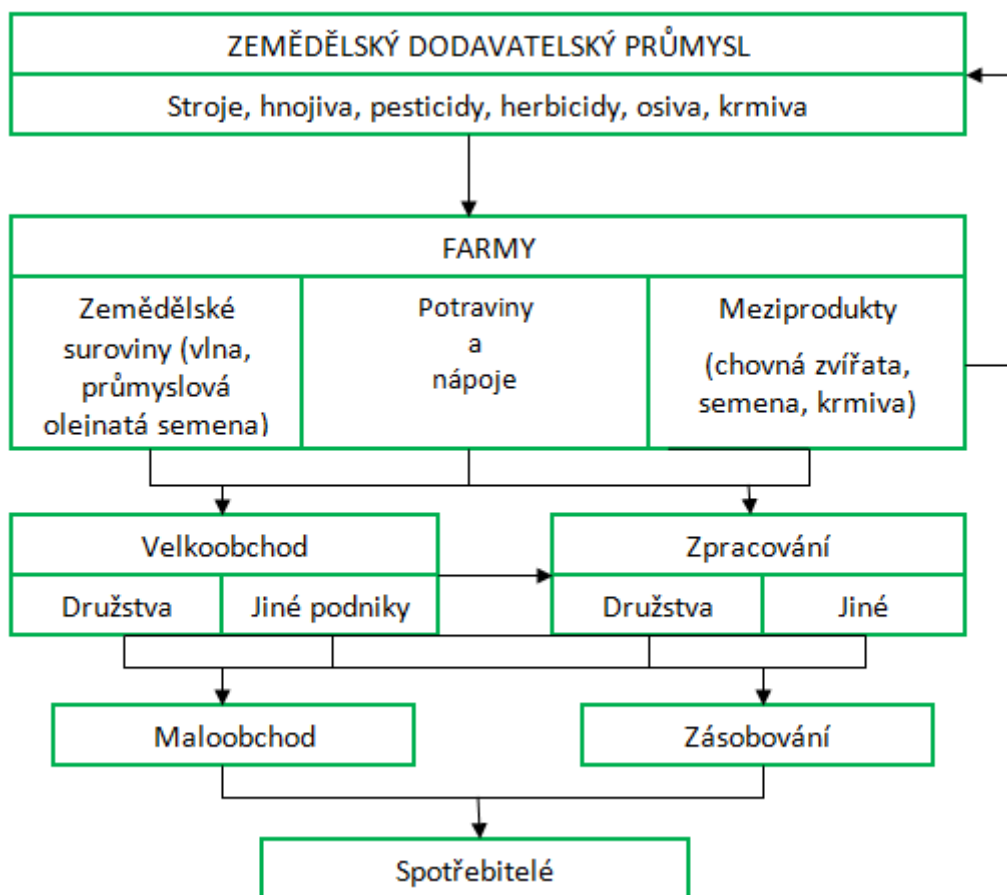 ZEMĚDĚLSKÝ DODAVATELSKÝ PRŮMYSL
Stroje, hnojiva, pesticidy, herbicidy, osiva, krmiva
FARMY
Zemědělské
suroviny (vlna,
průmyslová
olejnatá semena)
Potraviny
a
nápoje
Meziprodukty
(chovná zvířata,
semena, krmiva)
Velkoobchod
Družstva
Jiné podniky
Zpracování
Družstva
Jiné
Maloobchod
Zásobování
Spotřebitelé